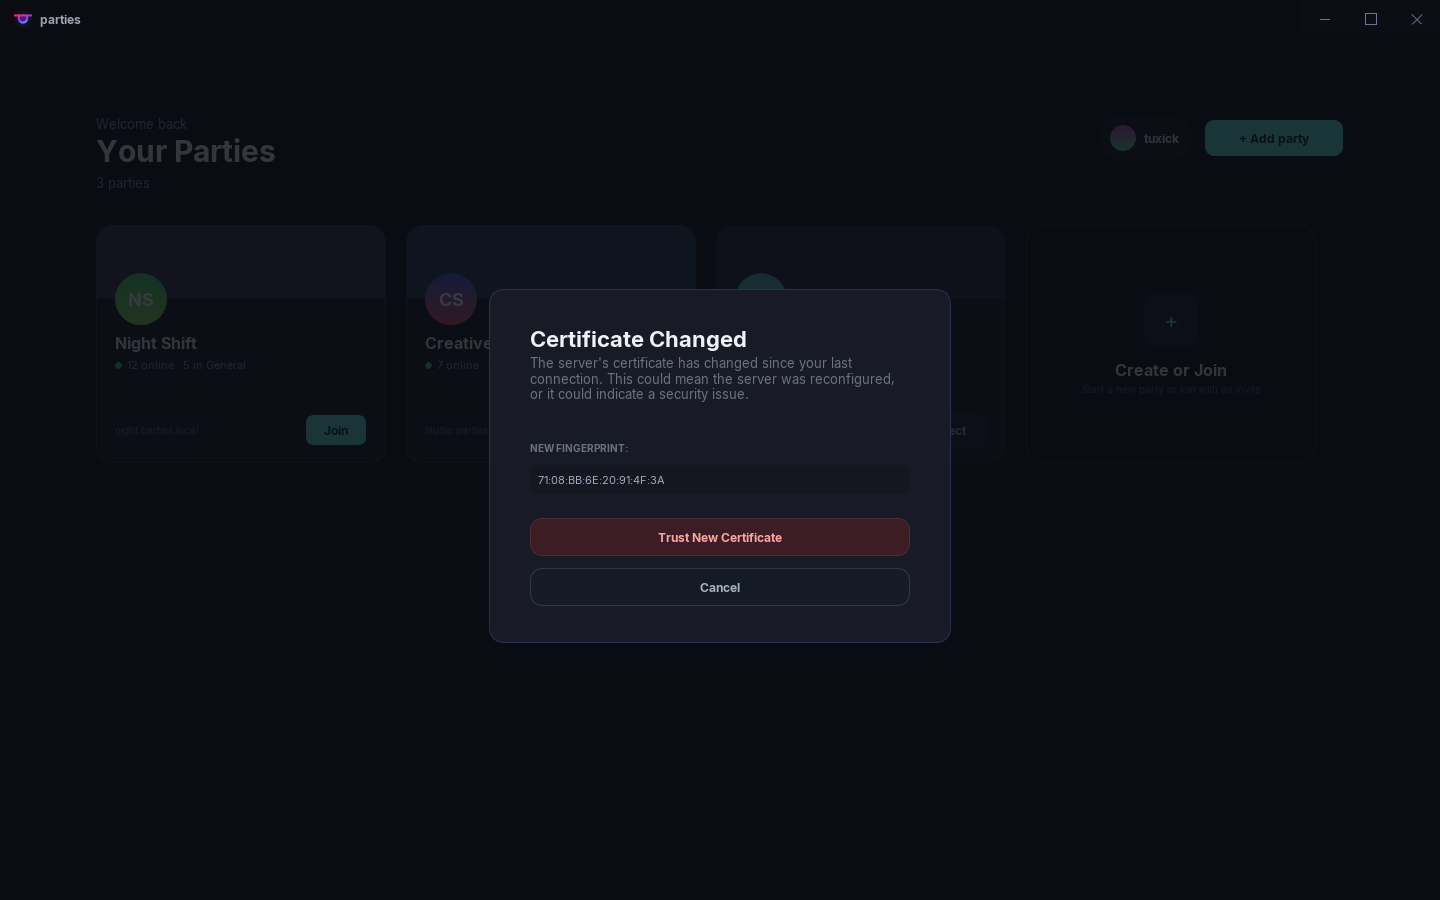 parties
Welcome back
Your Parties
3 parties
tuxick
+ Add party
NS
Night Shift
12 online · 5 in General
night.parties.local
Join
CS
Creative
7 online
studio.parties
ect
+
Create or Join
Start a new party or join with an invite
Certificate Changed
The server's certificate has changed since your last
connection. This could mean the server was reconfigured,
or it could indicate a security issue.
NEW FINGERPRINT:
71:08:BB:6E:20:91:4F:3A
Trust New Certificate
Cancel